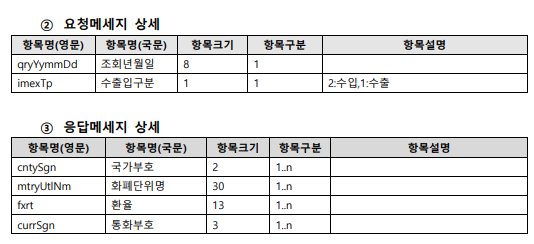 ② 요청메세지 상세
항목명(영문) 항목명(국문) 항목크기 항목구분 항목설명
qryYymmDd 조회년월일 8 1
imexTp 수출입구분 1 1 2:수입,1:수출
③ 응답메세지 상세
항목명(영문) 항목명(국문) 항목크기 항목구분 항목설명
cntySgn 국가부호 2 1..n
mtryUtlNm 화폐단위명 30 1..n
fxrt 환율 13 1..n
currSgn 통화부호 3 1..n